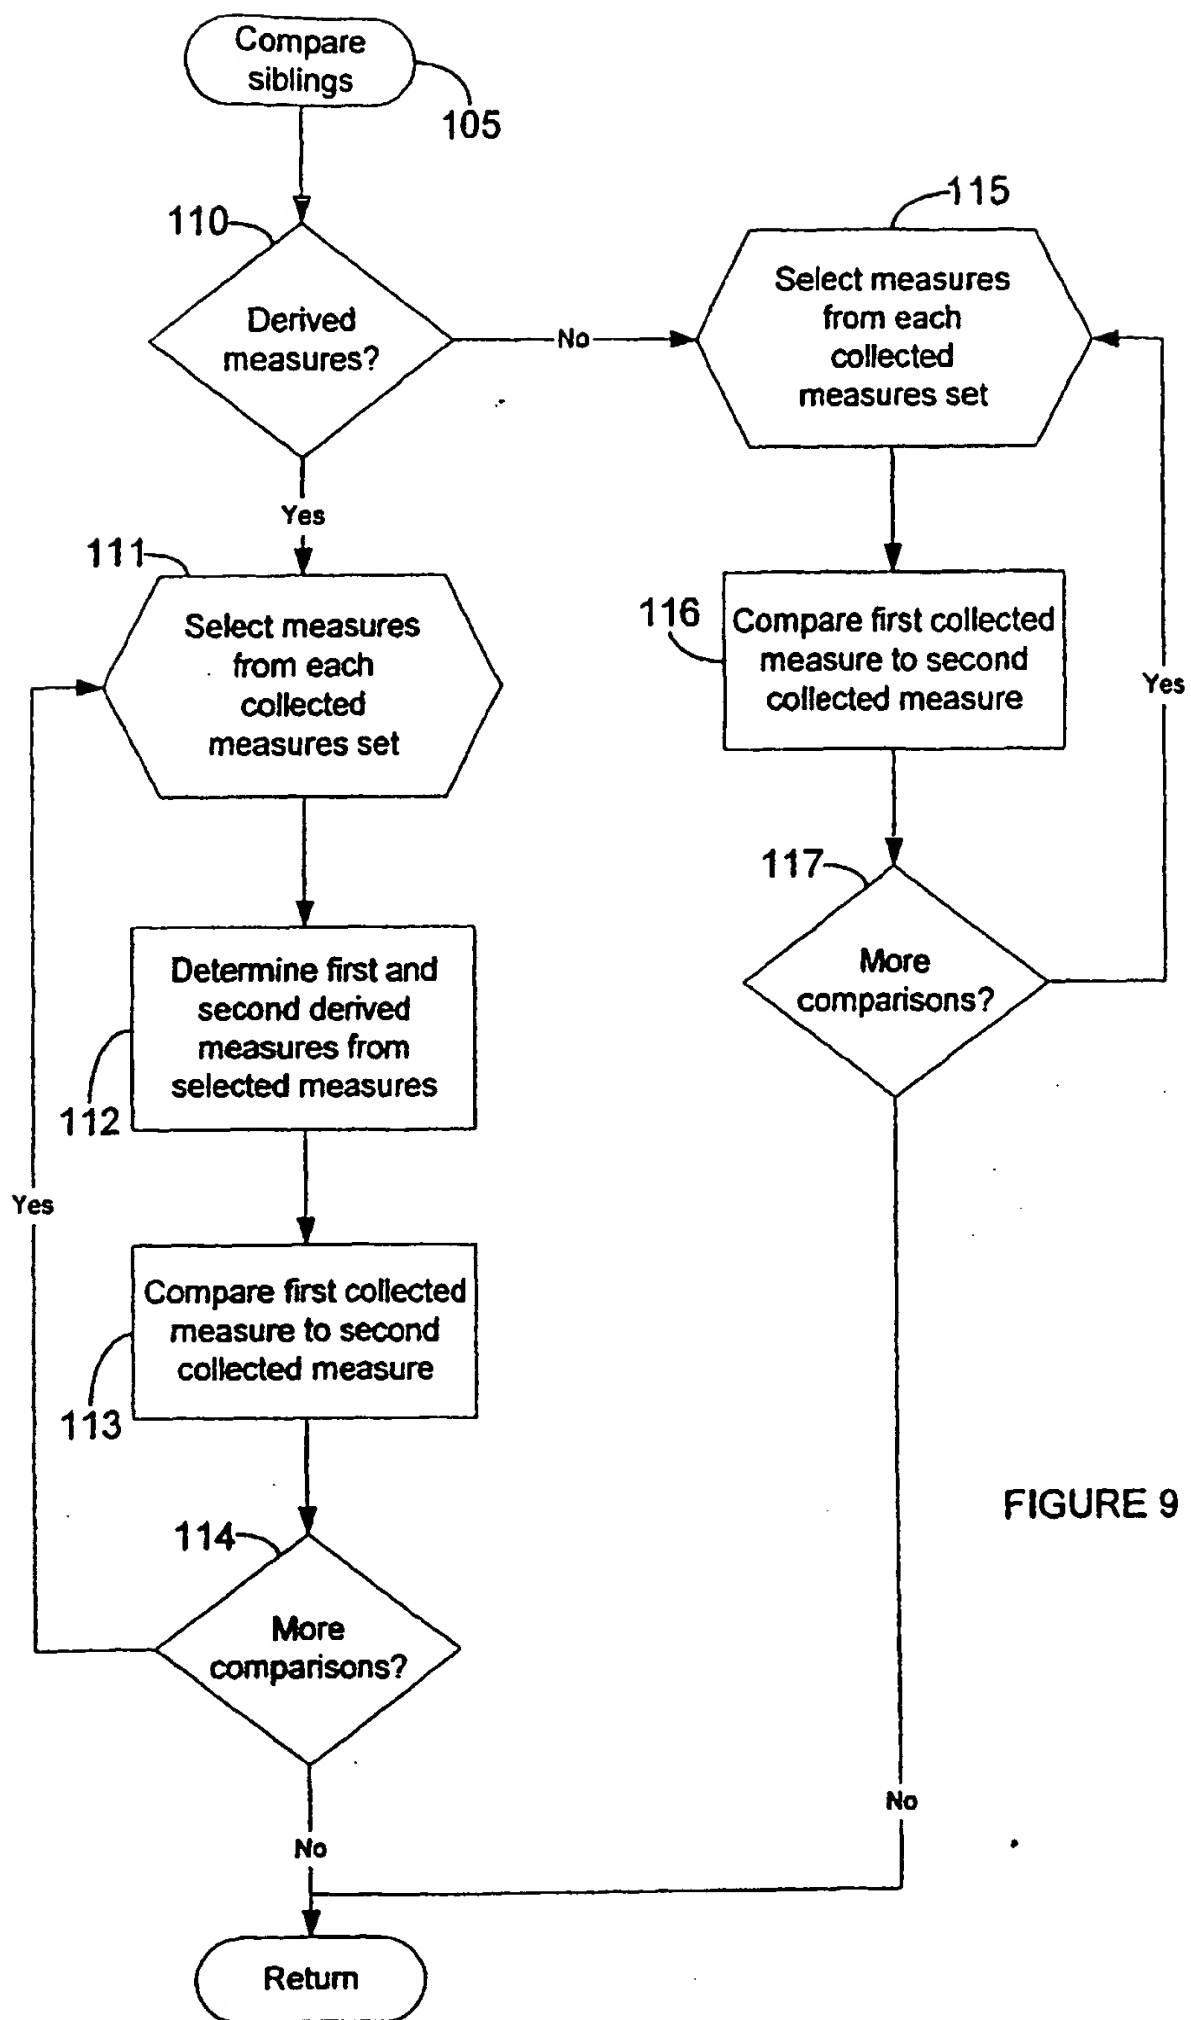 Compare
siblings
105
110
Derived
measures?
No
Yes
115
Select measures
from each
collected
measures set
111
Select measures
from each
collected
measures set
116
Compare first collected
measure to second
collected measure
Yes
117
More
comparisons?
Determine first and
second derived
measures from
selected measures
112
Yes
Compare first collected
measure to second
collected measure
113
FIGURE 9
114
More
comparisons?
No
No
Return